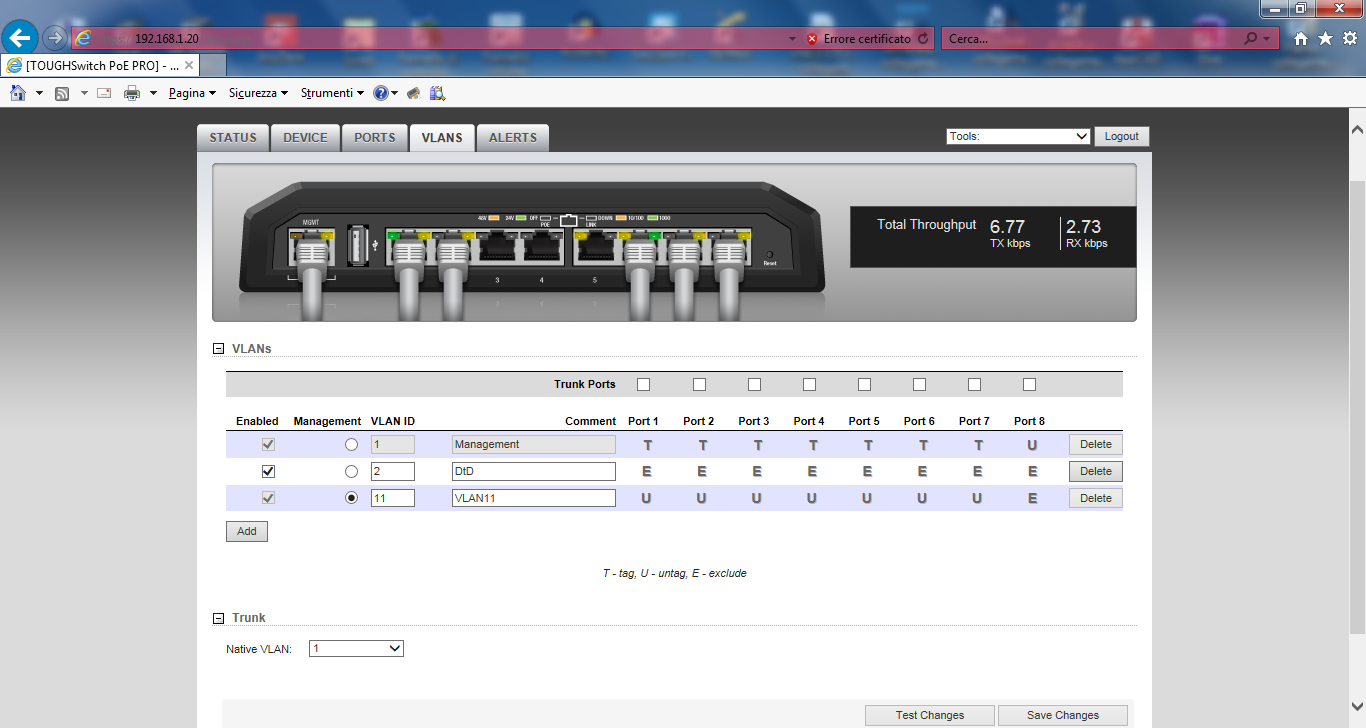 192.168.1.20
Errore certificato
Cerca...
[TOUGHSwitch PoE PRO] - ...
Pagina
Sicurezza
Strumenti
STATUS
DEVICE
PORTS
VLANS
ALERTS
Tools:
Logout
MGMT
48V
24V
OFF
POE
LINK
DOWN
10/100
1000
3
4
5
Reset
Total Throughput
6.77
TX kbps
2.73
RX kbps
VLANs
Trunk Ports
Enabled Management VLAN ID Comment Port 1 Port 2 Port 3 Port 4 Port 5 Port 6 Port 7 Port 8
1 Management T T T T T T T U Delete
2 DtD E E E E E E E E Delete
11 VLAN11 U U U U U U U E Delete
Add
T - tag, U - untag, E - exclude
Trunk
Native VLAN: 1
Test Changes
Save Changes